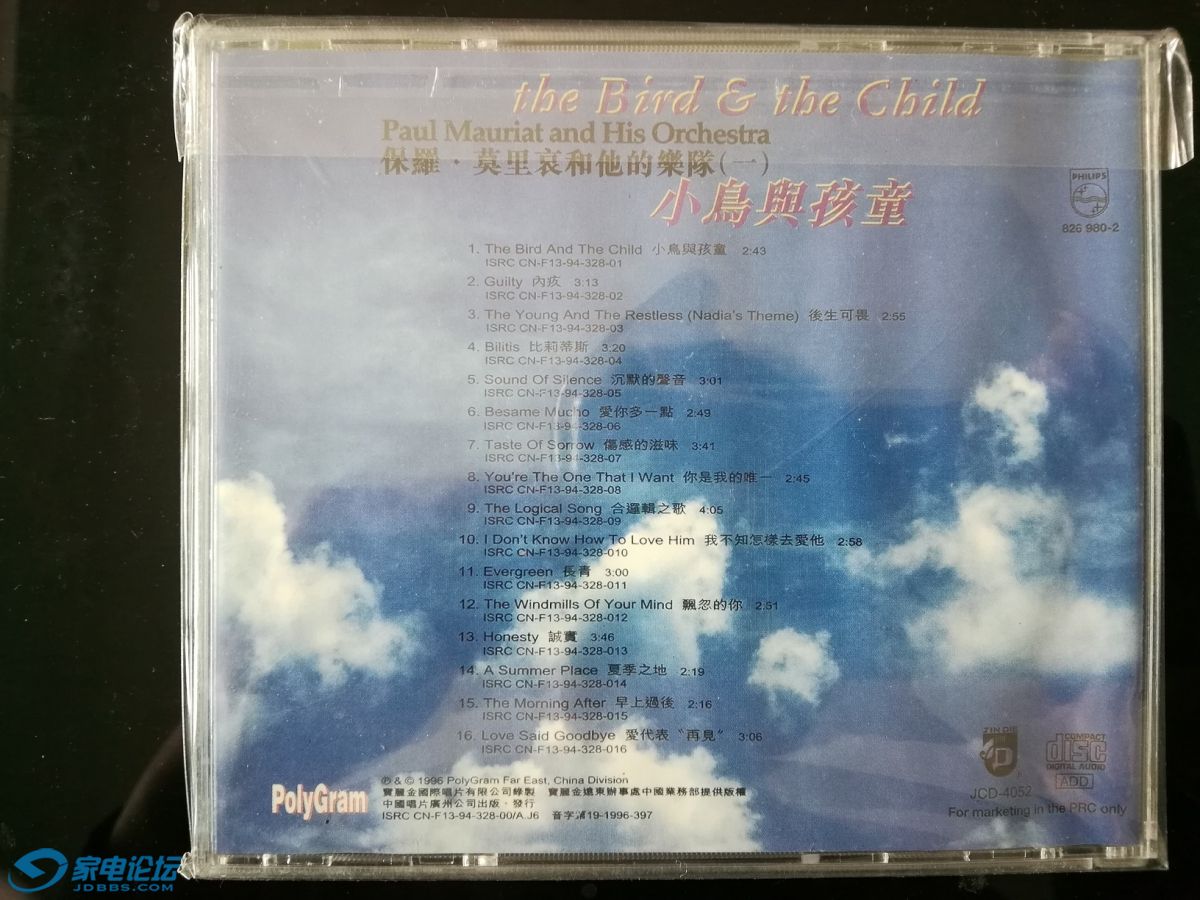 the Bird & the Child
Paul Mauriat and His Orchestra
保羅·莫里哀和他的樂隊(一)
小鳥與孩童
PHILIPS
826 980-2
1. The Bird And The Child 小鳥與孩童 2:43
ISRC CN-F13-94-328-01
2. Guilty 內疚 3:13
ISRC CN-F13-94-328-02
3. The Young And The Restless (Nadia's Theme) 後生可畏 2:55
ISRC CN-F13-94-328-03
4. Bilitis 比莉蒂斯 3:20
ISRC CN-F13-94-328-04
5. Sound Of Silence 沉默的聲音 3:01
ISRC CN-F13-94-328-05
6. Besame Mucho 愛你多一點 2:49
ISRC CN-F13-94-328-06
7. Taste Of Sorrow 傷感的滋味 3:41
ISRC CN-F13-94-328-07
8. You're The One That I Want 你是我的唯一 2:45
ISRC CN-F13-94-328-08
9. The Logical Song 合邏輯之歌 4:05
ISRC CN-F13-94-328-09
10. I Don't Know How To Love Him 我不知怎樣去愛他 2:58
ISRC CN-F13-94-328-010
11. Evergreen 長青 3:00
ISRC CN-F13-94-328-011
12. The Windmills Of Your Mind 飄忽的你 2:51
ISRC CN-F13-94-328-012
13. Honesty 誠實 3:46
ISRC CN-F13-94-328-013
14. A Summer Place 夏季之地 2:19
ISRC CN-F13-94-328-014
15. The Morning After 早上過後 2:16
ISRC CN-F13-94-328-015
16. Love Said Goodbye 愛代表〝再見〞 3:06
ISRC CN-F13-94-328-016
PolyGram
℗ & © 1996 PolyGram Far East, China Division
寶麗金國際唱片有限公司錄製 寶麗金遠東辦事處中國業務部提供版權
中國唱片廣州公司出版·發行
ISRC CN-F13-94-328-00/A.J6 音字 19-1996-397
JIN DIE
JD
COMPACT
disc
DIGITAL AUDIO
ADD
JCD-4052
For marketing in the PRC only
家电论坛
JDBBS.COM